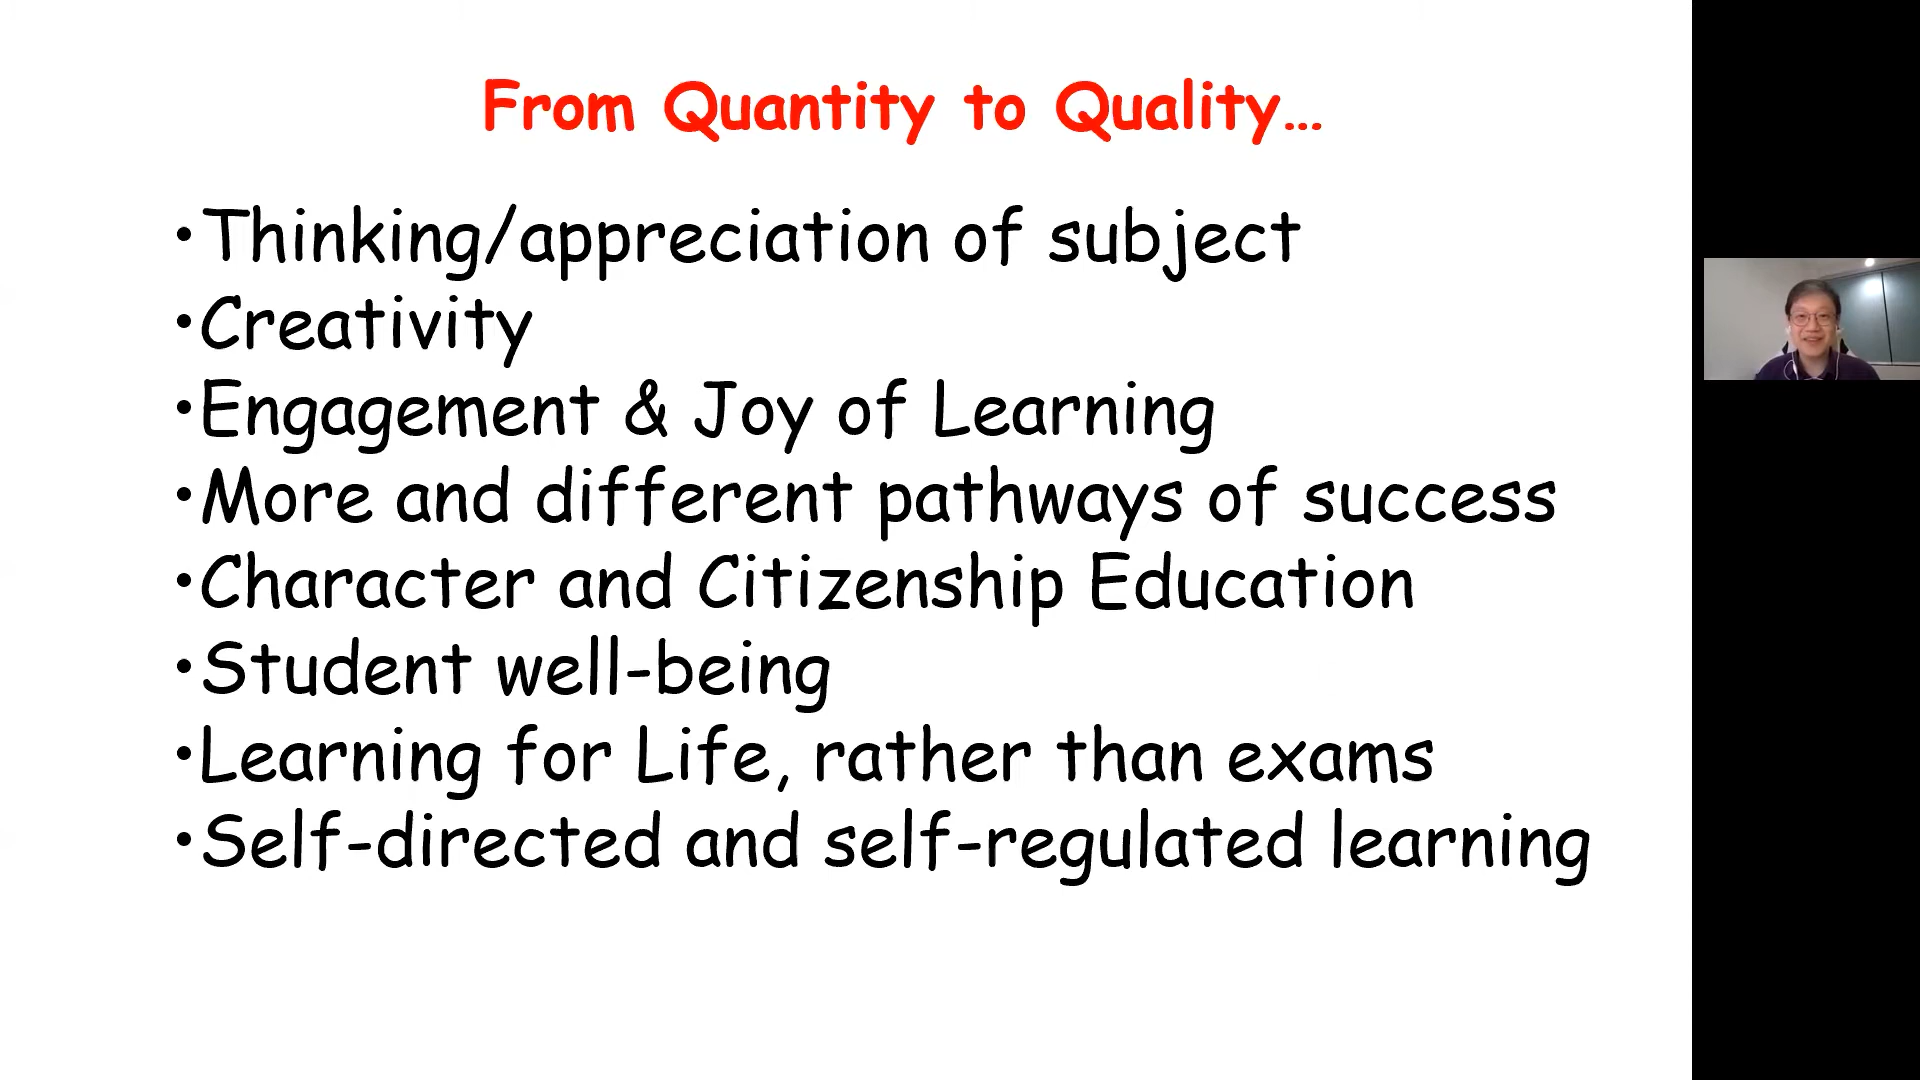 From Quantity to Quality...
•Thinking/appreciation of subject
•Creativity
•Engagement & Joy of Learning
•More and different pathways of success
•Character and Citizenship Education
•Student well-being
•Learning for Life, rather than exams
•Self-directed and self-regulated learning